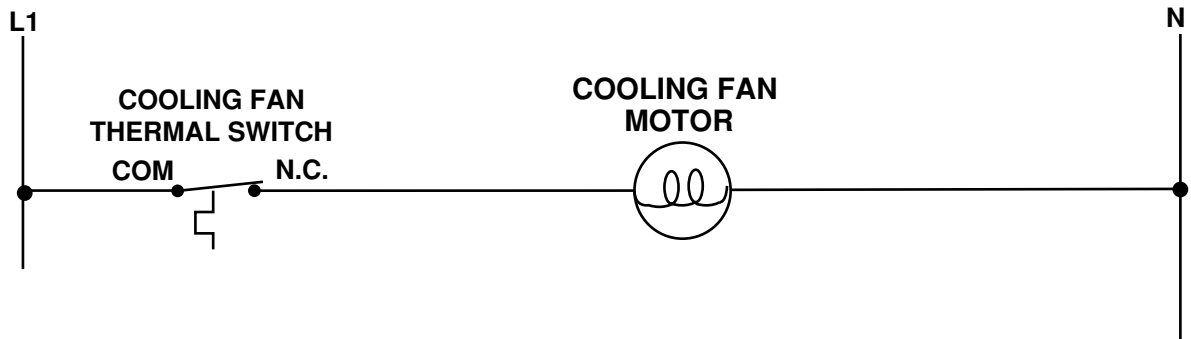 L1
N
COOLING FAN
THERMAL SWITCH
COOLING FAN
MOTOR
COM
N.C.